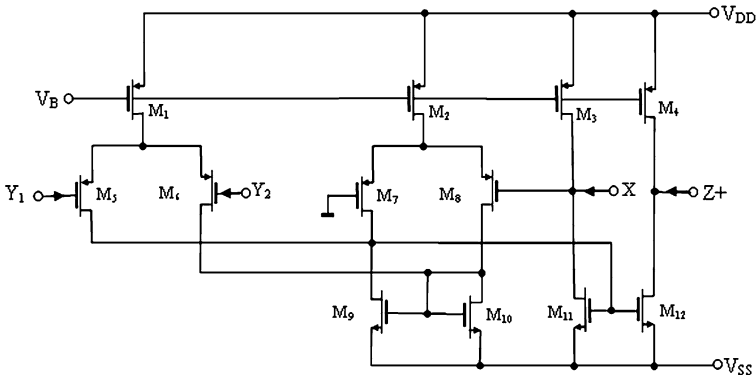 V_DD
V_B
M_1
M_2
M_3
M_4
Y_1
M_5
M_6
Y_2
M_7
M_8
X
Z+
M_9
M_10
M_11
M_12
V_SS